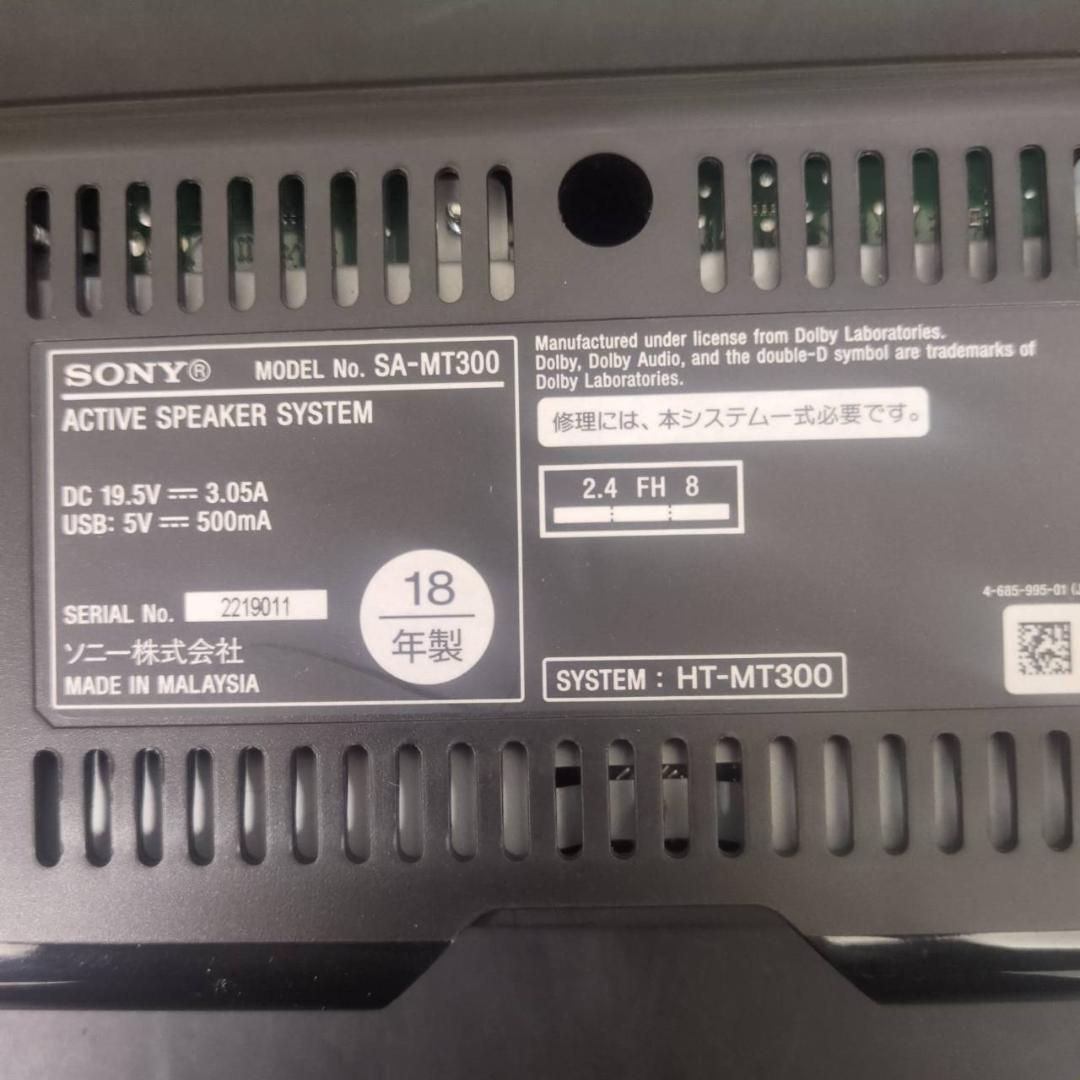 SONY® MODEL No. SA-MT300
ACTIVE SPEAKER SYSTEM
DC 19.5V ⎓ 3.05A
USB: 5V ⎓ 500mA
SERIAL No. 2219011
ソニー株式会社
MADE IN MALAYSIA
18
年製
Manufactured under license from Dolby Laboratories.
Dolby, Dolby Audio, and the double-D symbol are trademarks of
Dolby Laboratories.
修理には、本システム一式必要です。
2.4 FH 8
4-685-995-01
SYSTEM : HT-MT300